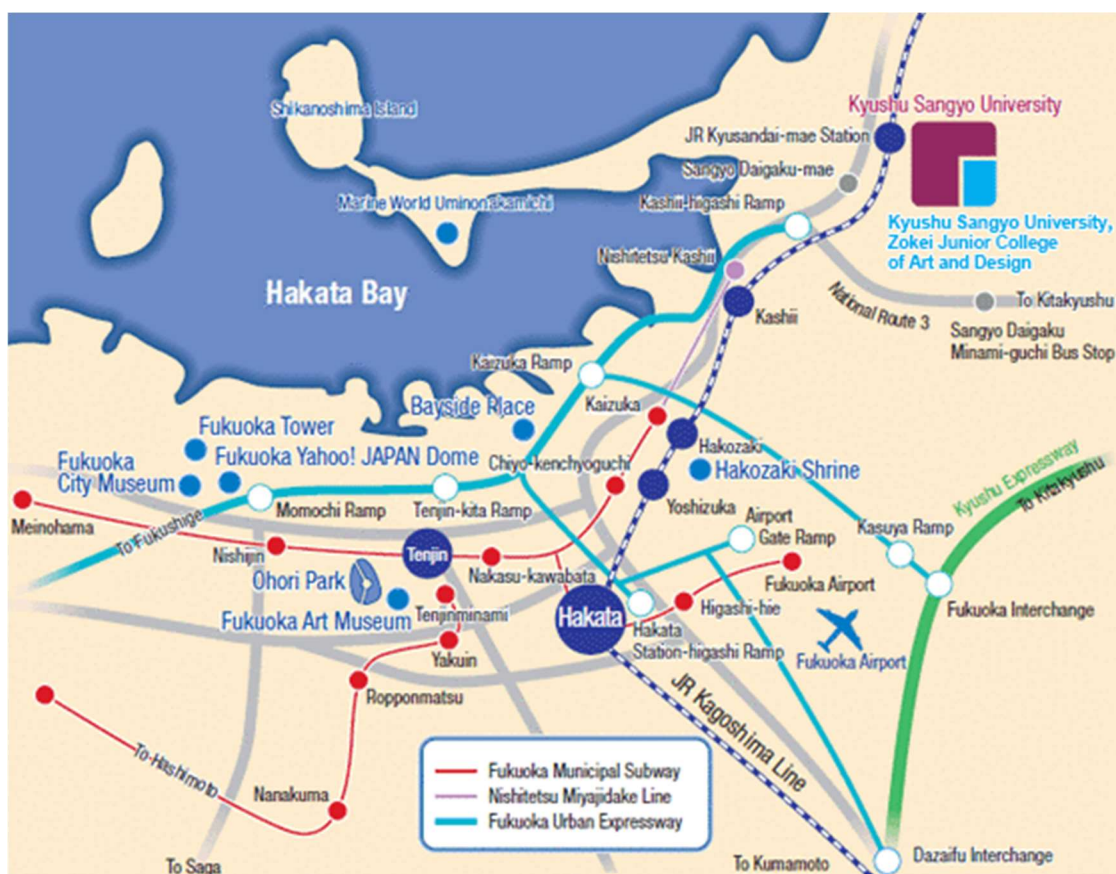 Kyushu Sangyo University
Shikanoshima Island
JR Kyusandai-mae Station
Sangyo Daigaku-mae
Marine World Uminonakamichi
Kashii-higashi Ramp
Kyushu Sangyo University,
Zokei Junior College
of Art and Design
Nishitetsu Kashii
Hakata Bay
National Route 3
To Kitakyushu
Kashii
Sangyo Daigaku
Minami-guchi Bus Stop
Kaizuka Ramp
Kaizuka
Bayside Place
Fukuoka Tower
Hakozaki
Fukuoka Yahoo! JAPAN Dome
Chiyo-kenchyoguchi
Hakozaki Shrine
Fukuoka
City Museum
Kyushu Expressway
To Kitakyushu
Momochi Ramp
Tenjin-kita Ramp
Yoshizuka
Airport
Gate Ramp
Kasuya Ramp
Meinohama
To Fukushige
Nishijin
Tenjin
Nakasu-kawabata
Fukuoka Airport
Ohori Park
Fukuoka Art Museum
Tenjinminami
Hakata
Higashi-hie
Fukuoka Interchange
Hakata
Station-higashi Ramp
Yakuin
Fukuoka Airport
Ropponmatsu
JR Kagoshima Line
To Hashimoto
Nanakuma
Fukuoka Municipal Subway
Nishitetsu Miyajidake Line
Fukuoka Urban Expressway
To Saga
To Kumamoto
Dazaifu Interchange